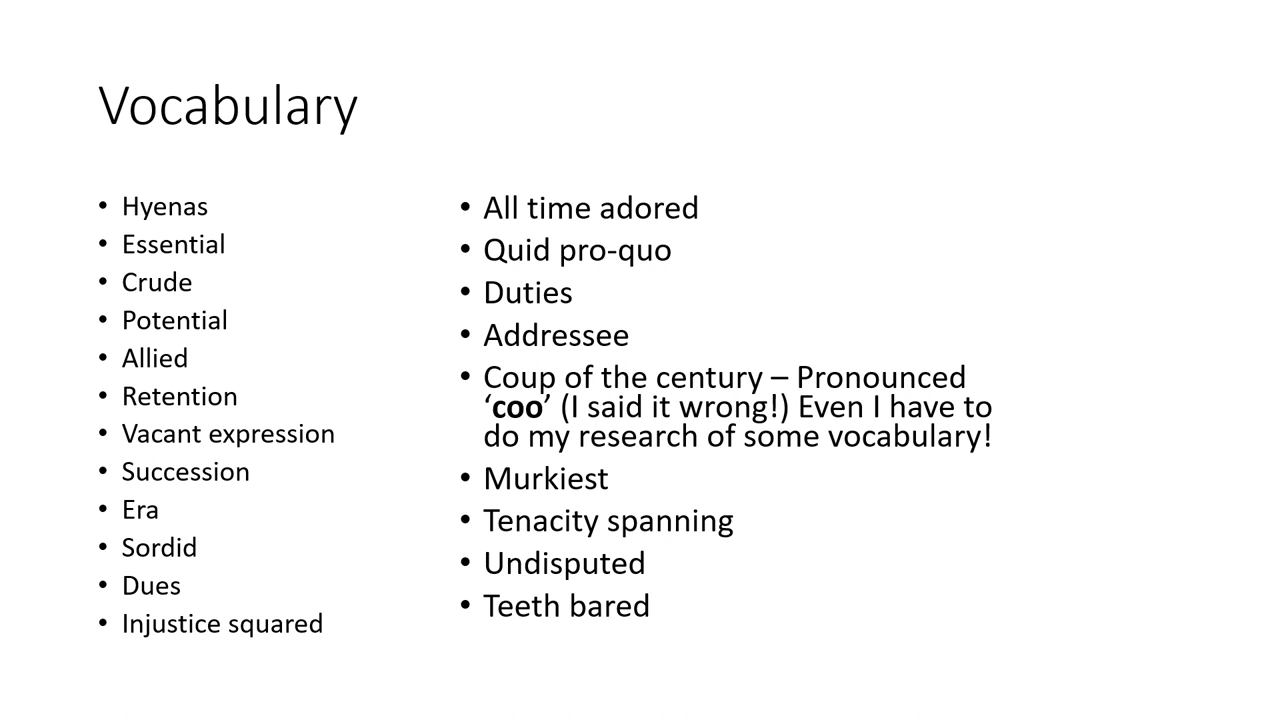 Vocabulary
• Hyenas
• Essential
• Crude
• Potential
• Allied
• Retention
• Vacant expression
• Succession
• Era
• Sordid
• Dues
• Injustice squared
• All time adored
• Quid pro-quo
• Duties
• Addressee
• Coup of the century – Pronounced
‘coo’ (I said it wrong!) Even I have to
do my research of some vocabulary!
• Murkiest
• Tenacity spanning
• Undisputed
• Teeth bared